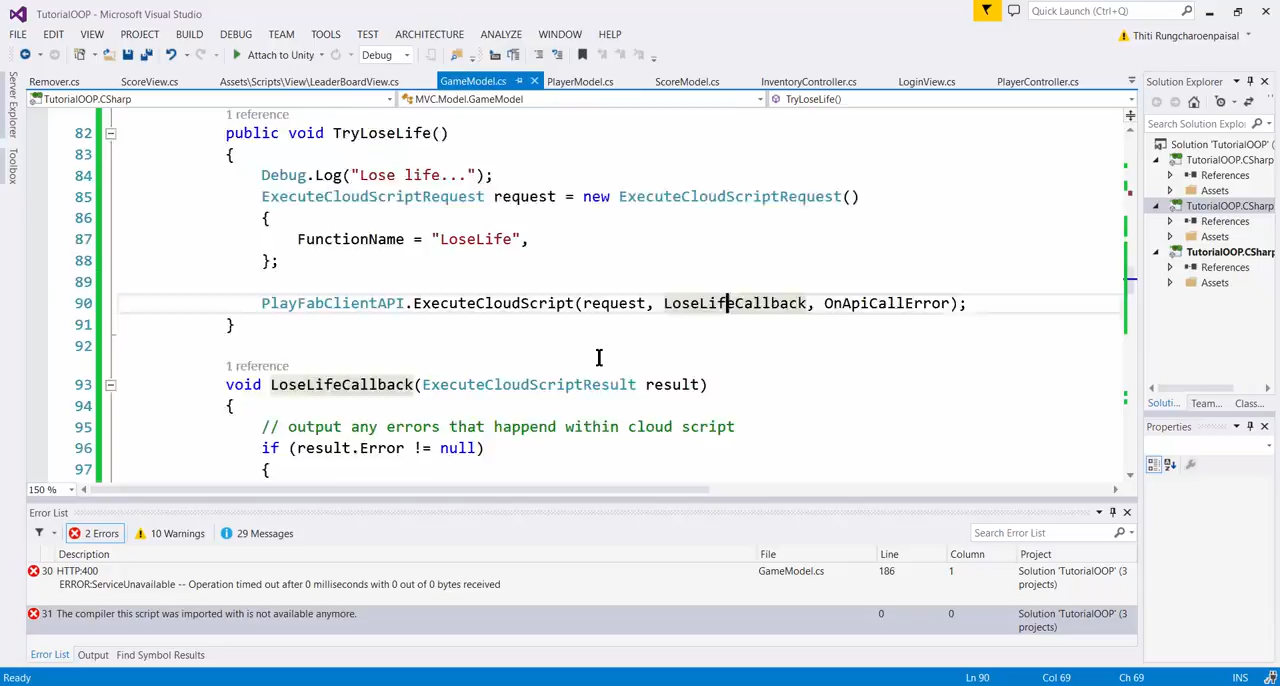 TutorialOOP - Microsoft Visual Studio
Quick Launch (Ctrl+Q)
FILE EDIT VIEW PROJECT BUILD DEBUG TEAM TOOLS TEST ARCHITECTURE ANALYZE WINDOW HELP
Thiti Rungcharoenpaisal
Attach to Unity
Debug
Remover.cs ScoreView.cs Assets\Scripts\View\LeaderBoardView.cs GameModel.cs PlayerModel.cs ScoreModel.cs InventoryController.cs LoginView.cs PlayerController.cs
TutorialOOP.CSharp MVC.Model.GameModel TryLoseLife()
Server Explorer
Toolbox
1 reference
82 public void TryLoseLife()
83 {
84 Debug.Log("Lose life...");
85 ExecuteCloudScriptRequest request = new ExecuteCloudScriptRequest()
86 {
87 FunctionName = "LoseLife",
88 };
89
90 PlayFabClientAPI.ExecuteCloudScript(request, LoseLifeCallback, OnApiCallError);
91 }
92
1 reference
93 void LoseLifeCallback(ExecuteCloudScriptResult result)
94 {
95 // output any errors that happend within cloud script
96 if (result.Error != null)
97 {
150 %
Solution Explorer
Search Solution Explo
Solution 'TutorialOOP' (
TutorialOOP.CSharp
References
Assets
TutorialOOP.CSharp
References
Assets
TutorialOOP.CSharp
References
Assets
Soluti... Team... Class...
Properties
Error List
2 Errors 10 Warnings 29 Messages
Search Error List
Description File Line Column Project
30 HTTP:400 GameModel.cs 186 1 Solution 'TutorialOOP' (3
ERROR:ServiceUnavailable -- Operation timed out after 0 milliseconds with 0 out of 0 bytes received projects)
31 The compiler this script was imported with is not available anymore. 0 0 Solution 'TutorialOOP' (3
projects)
Error List Output Find Symbol Results
Ready Ln 90 Col 69 Ch 69 INS